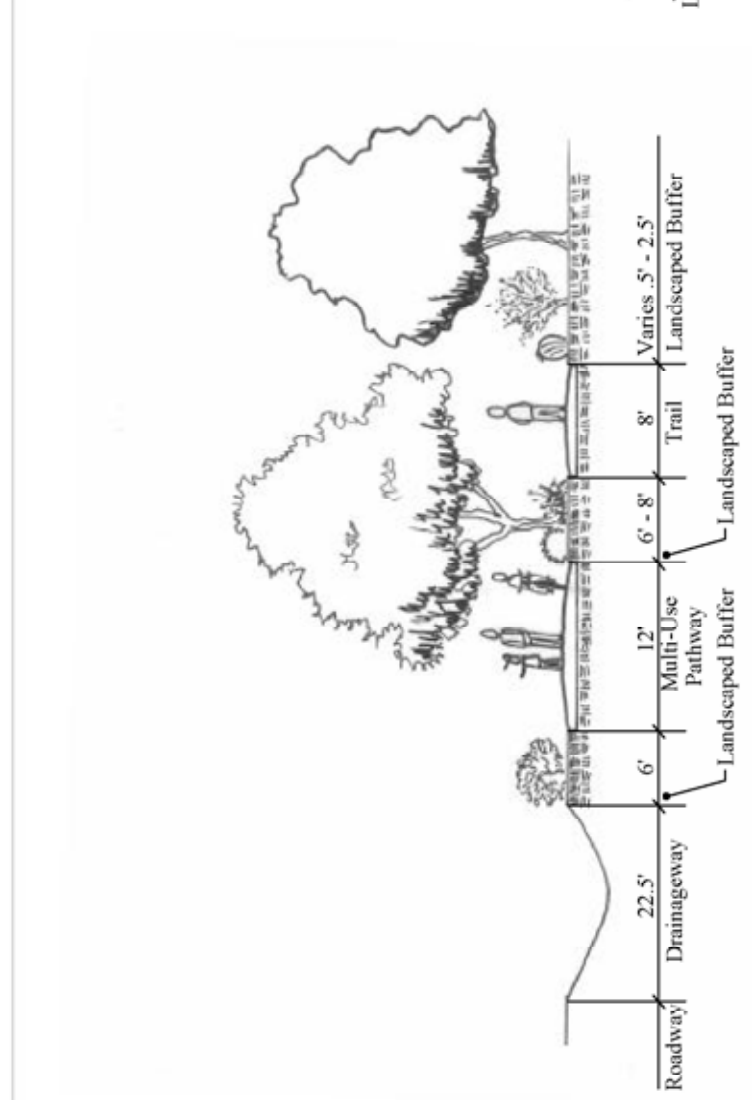 22.5'
6'
12'
6' - 8'
8'
Varies .5' - 2.5'
Roadway
Drainageway
Multi-Use
Pathway
Trail
Landscaped Buffer
Landscaped Buffer
Landscaped Buffer